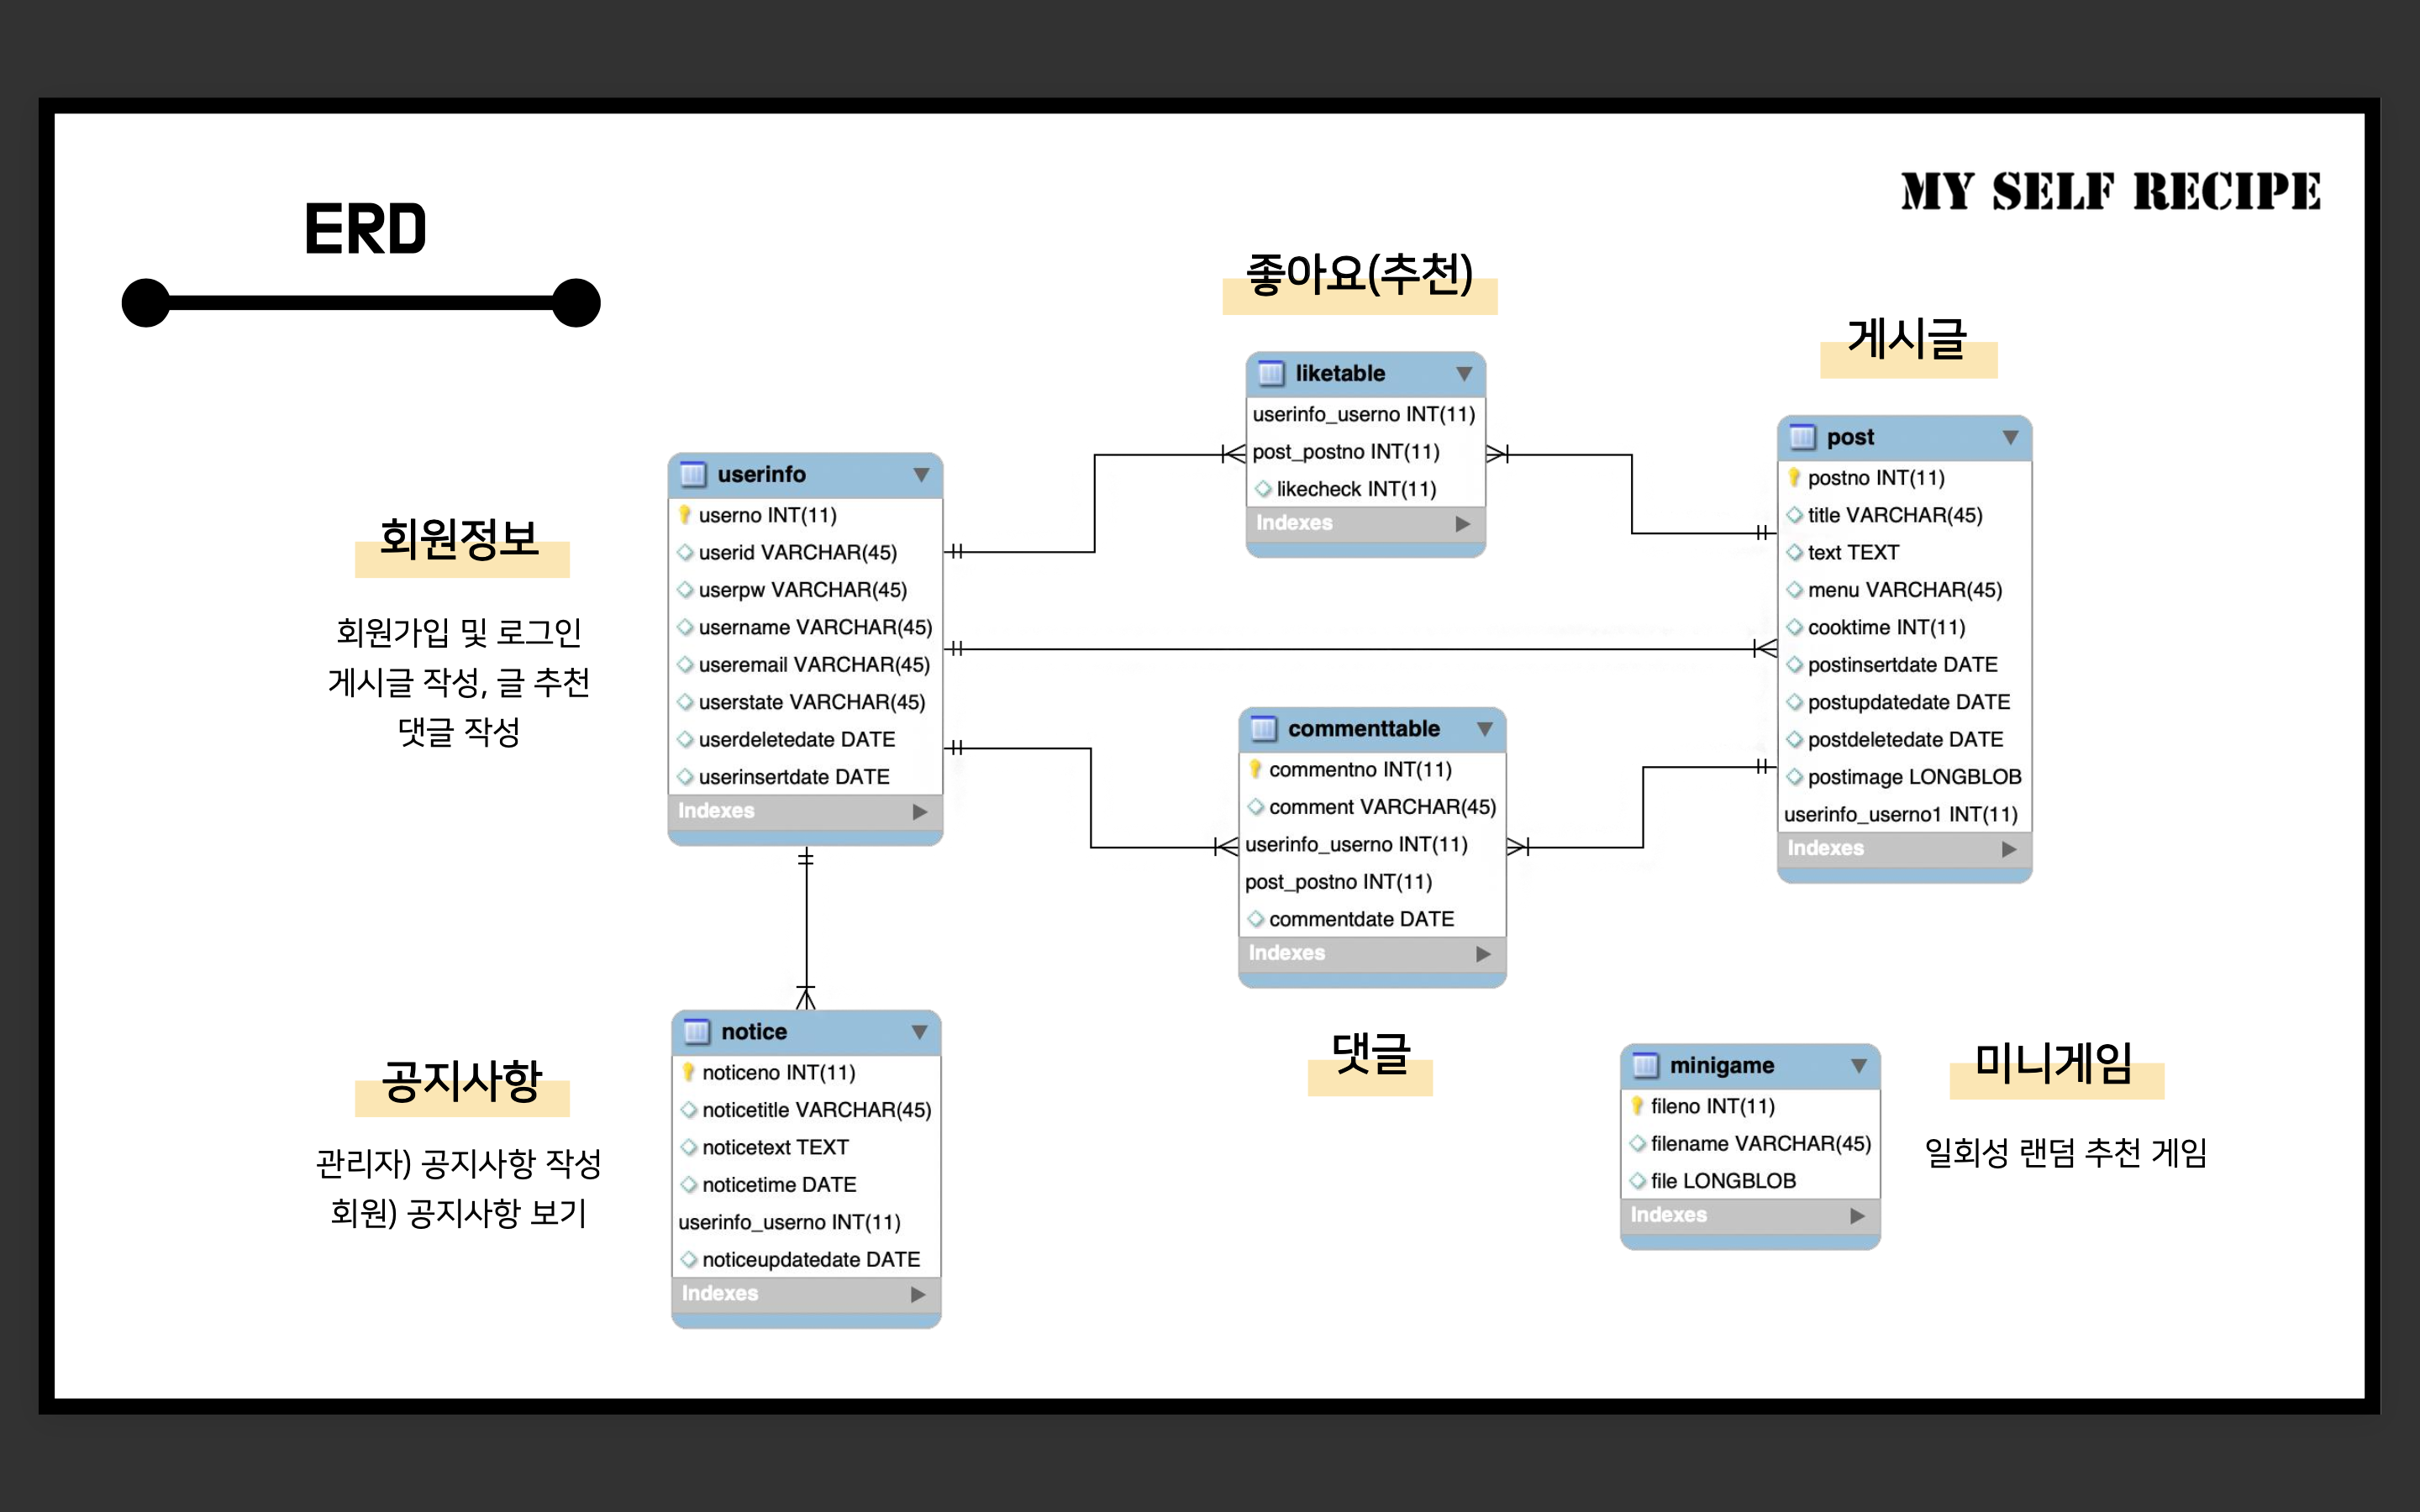 ERD
MY SELF RECIPE
좋아요(추천)
liketable
userinfo_userno INT(11)
post_postno INT(11)
likecheck INT(11)
Indexes
게시글
post
postno INT(11)
title VARCHAR(45)
text TEXT
menu VARCHAR(45)
cooktime INT(11)
postinsertdate DATE
postupdatedate DATE
postdeletedate DATE
postimage LONGBLOB
userinfo_userno1 INT(11)
Indexes
회원정보
회원가입 및 로그인
게시글 작성, 글 추천
댓글 작성
userinfo
userno INT(11)
userid VARCHAR(45)
userpw VARCHAR(45)
username VARCHAR(45)
useremail VARCHAR(45)
userstate VARCHAR(45)
userdeletedate DATE
userinsertdate DATE
Indexes
commenttable
commentno INT(11)
comment VARCHAR(45)
userinfo_userno INT(11)
post_postno INT(11)
commentdate DATE
Indexes
댓글
공지사항
관리자) 공지사항 작성
회원) 공지사항 보기
notice
noticeno INT(11)
noticetitle VARCHAR(45)
noticetext TEXT
noticetime DATE
userinfo_userno INT(11)
noticeupdatedate DATE
Indexes
minigame
fileno INT(11)
filename VARCHAR(45)
file LONGBLOB
Indexes
미니게임
일회성 랜덤 추천 게임